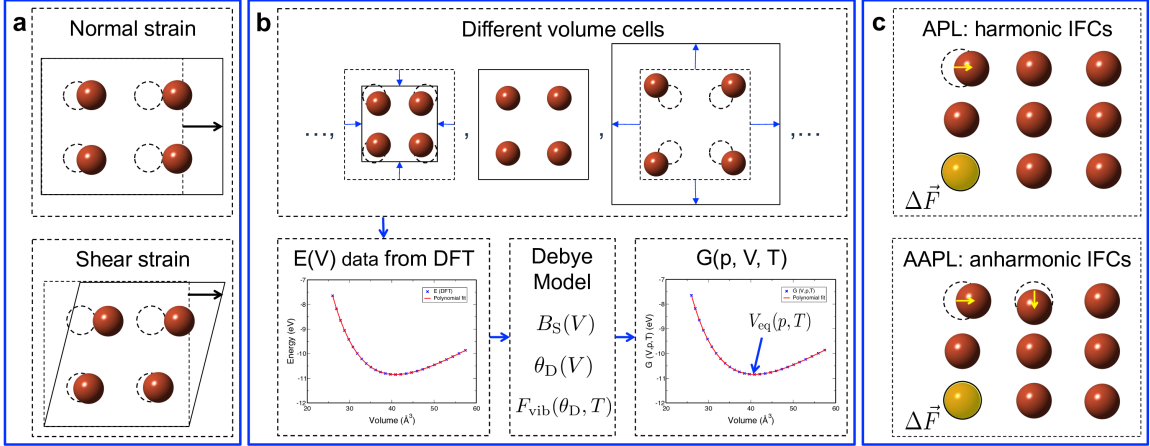 a
Normal strain
Shear strain
b
Different volume cells
..., , , ,...
E(V) data from DFT
E (DFT)
Polynomial fit
Energy (eV)
-7
-8
-9
-10
-11
-12
20 30 40 50 60
Volume (Å³)
Debye
Model
B_S(V)
θ_D(V)
F_vib(θ_D, T)
G(p, V, T)
G (V,p,T)
Polynomial fit
V_eq(p, T)
G (V,p,T) (eV)
-7
-8
-9
-10
-11
-12
20 30 40 50 60
Volume (Å³)
c
APL: harmonic IFCs
ΔF⃗
AAPL: anharmonic IFCs
ΔF⃗